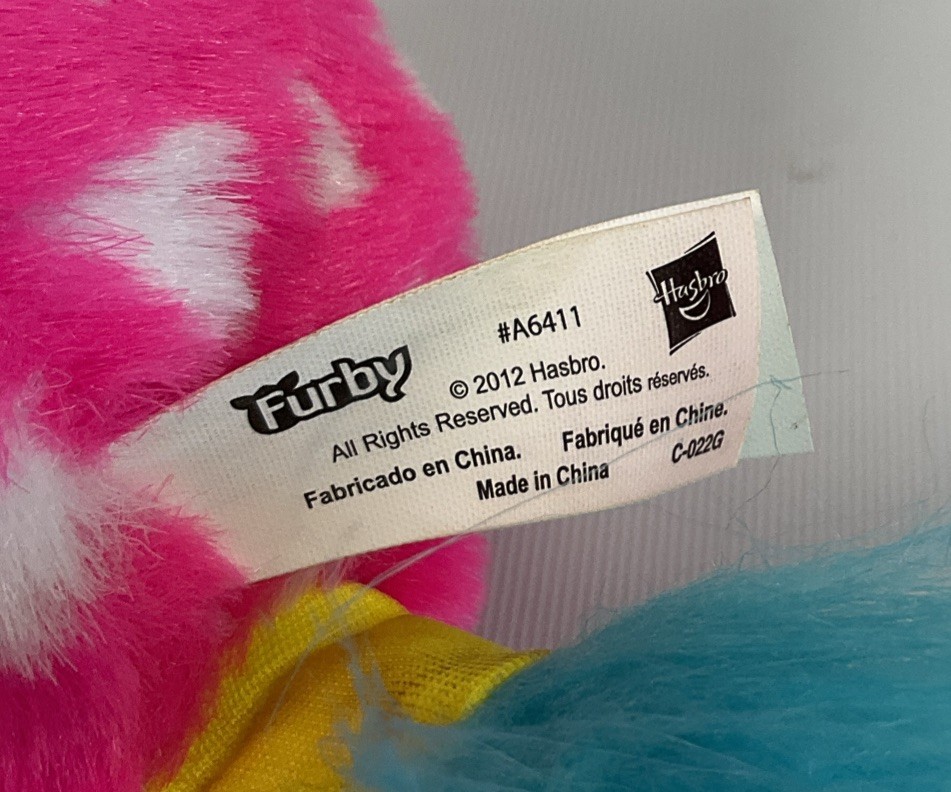 #A6411
Hasbro
Furby
© 2012 Hasbro.
All Rights Reserved. Tous droits réservés.
Fabricado en China. Fabriqué en Chine.
Made in China C-022G